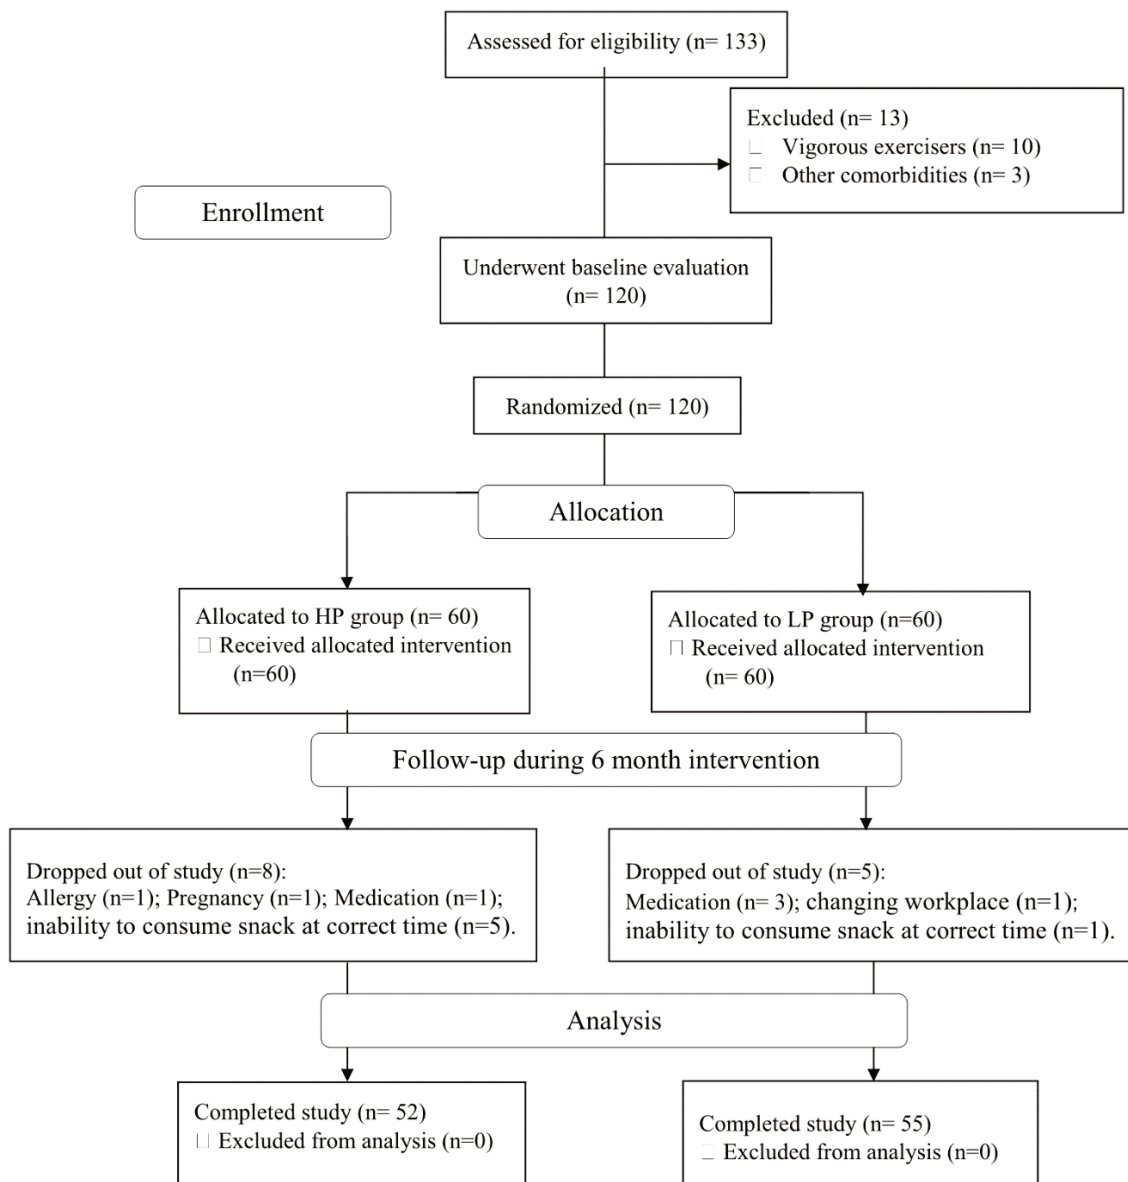 Assessed for eligibility (n= 133)
Excluded (n= 13)
Vigorous exercisers (n= 10)
Other comorbidities (n= 3)
Enrollment
Underwent baseline evaluation
(n= 120)
Randomized (n= 120)
Allocation
Allocated to HP group (n= 60)
Received allocated intervention
(n=60)
Allocated to LP group (n=60)
Received allocated intervention
(n= 60)
Follow-up during 6 month intervention
Dropped out of study (n=8):
Allergy (n=1); Pregnancy (n=1); Medication (n=1);
inability to consume snack at correct time (n=5).
Dropped out of study (n=5):
Medication (n= 3); changing workplace (n=1);
inability to consume snack at correct time (n=1).
Analysis
Completed study (n= 52)
Excluded from analysis (n=0)
Completed study (n= 55)
Excluded from analysis (n=0)